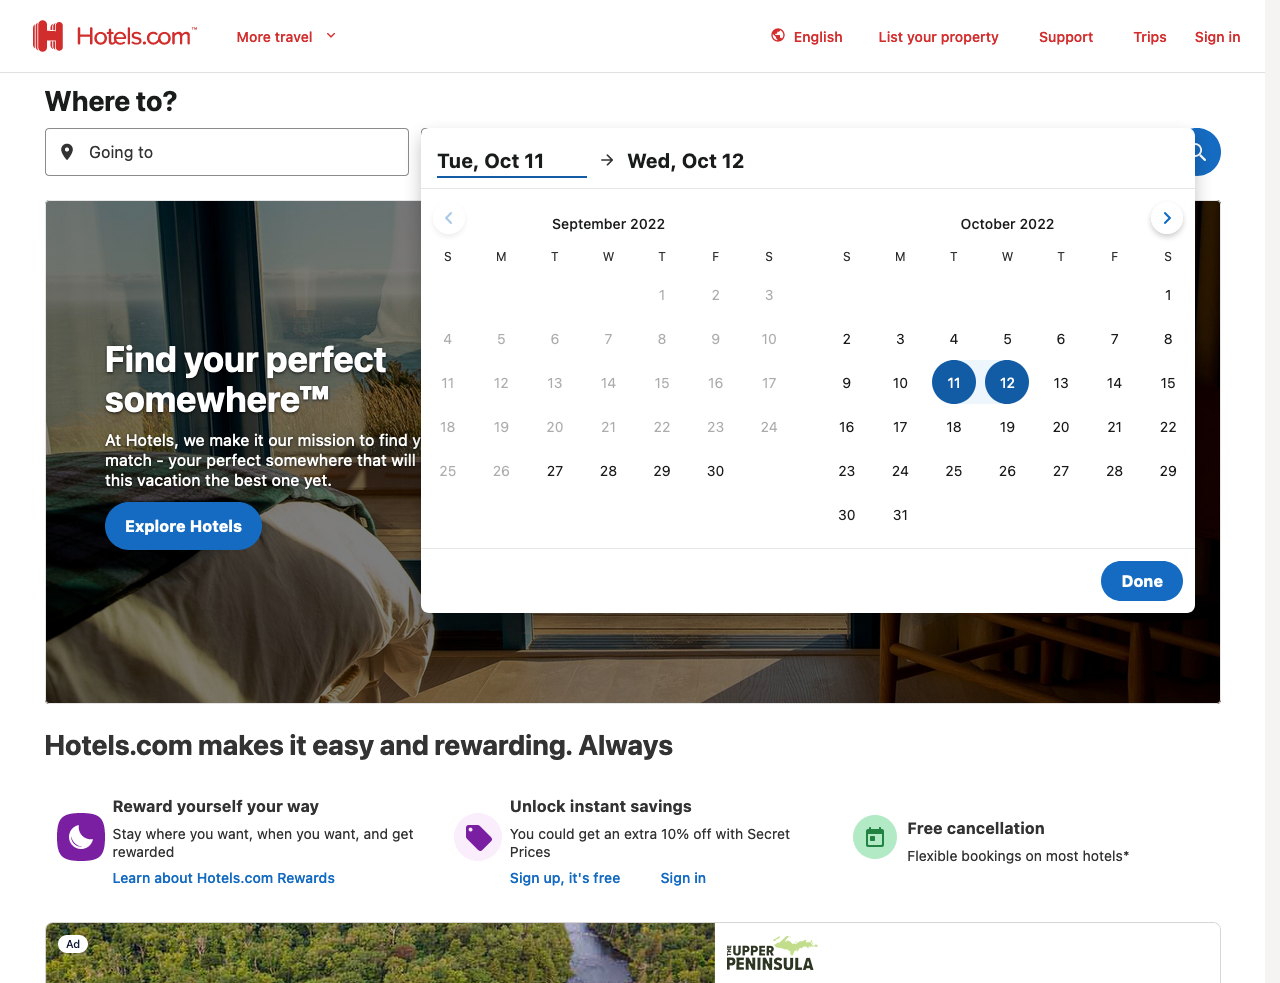 Hotels.com™
More travel
English
List your property
Support
Trips
Sign in
Where to?
Going to
Tue, Oct 11
Wed, Oct 12
September 2022
S M T W T F S
1 2 3
4 5 6 7 8 9 10
11 12 13 14 15 16 17
18 19 20 21 22 23 24
25 26 27 28 29 30
October 2022
S M T W T F S
1
2 3 4 5 6 7 8
9 10 11 12 13 14 15
16 17 18 19 20 21 22
23 24 25 26 27 28 29
30 31
Done
Find your perfect
somewhere™
At Hotels, we make it our mission to find y
match - your perfect somewhere that will
this vacation the best one yet.
Explore Hotels
Hotels.com makes it easy and rewarding. Always
Reward yourself your way
Stay where you want, when you want, and get
rewarded
Learn about Hotels.com Rewards
Unlock instant savings
You could get an extra 10% off with Secret
Prices
Sign up, it's free
Sign in
Free cancellation
Flexible bookings on most hotels*
Ad
THE UPPER
PENINSULA